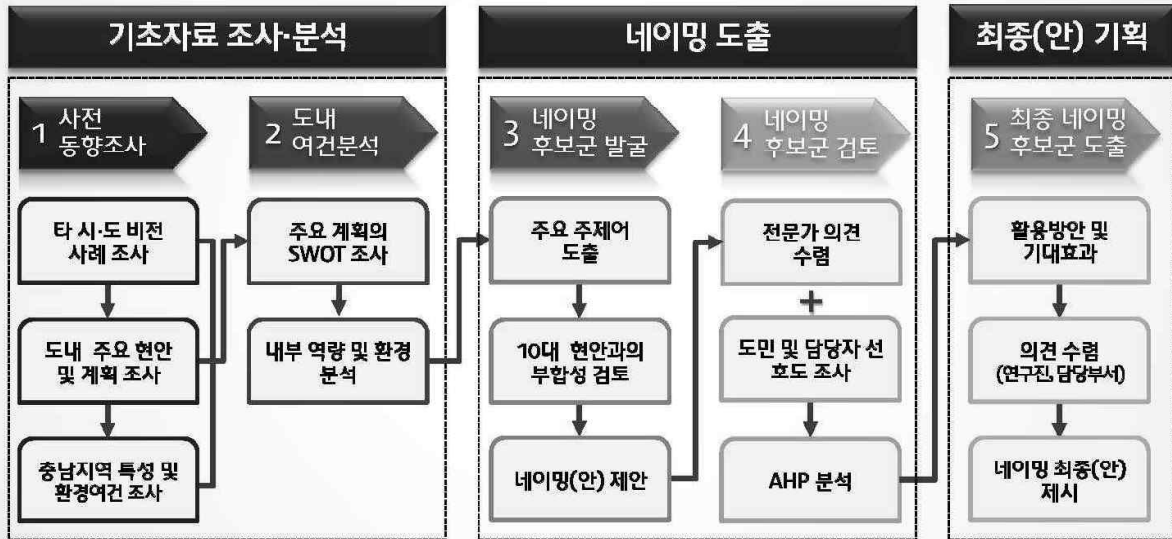 기초자료 조사·분석
네이밍 도출
최종(안) 기획
1 사전
동향조사
2 도내
여건분석
3 네이밍
후보군 발굴
4 네이밍
후보군 검토
5 최종 네이밍
후보군 도출
타 시·도 비전
사례 조사
도내 주요 현안
및 계획 조사
충남지역 특성 및
환경여건 조사
주요 계획의
SWOT 조사
내부 역량 및 환경
분석
주요 주제어
도출
10대 현안과의
부합성 검토
네이밍(안) 제안
전문가 의견
수렴
+
도민 및 담당자 선
호도 조사
AHP 분석
활용방안 및
기대효과
의견 수렴
(연구진, 담당부서)
네이밍 최종(안)
제시